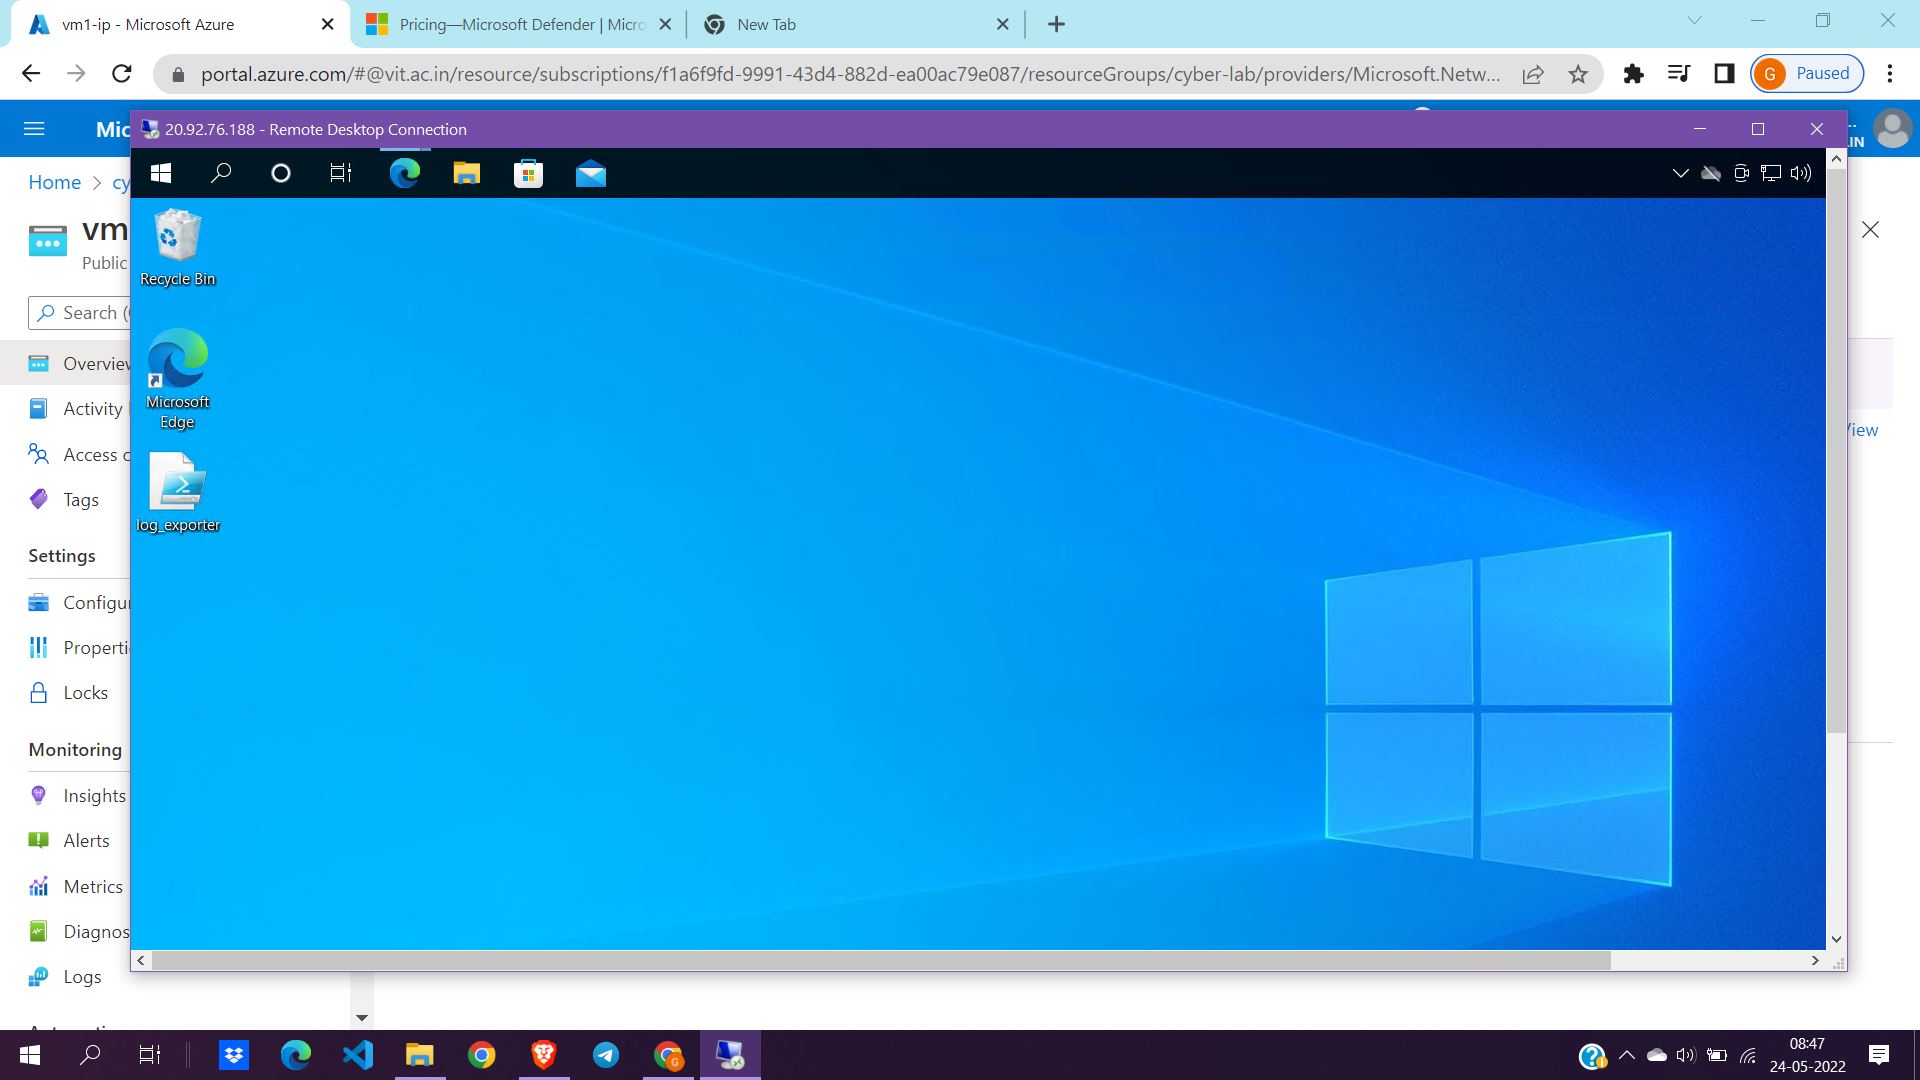 vm1-ip - Microsoft Azure
Pricing—Microsoft Defender | Micro
New Tab
portal.azure.com/#@vit.ac.in/resource/subscriptions/f1a6f9fd-9991-43d4-882d-ea00ac79e087/resourceGroups/cyber-lab/providers/Microsoft.Netw...
G Paused
Mic
20.92.76.188 - Remote Desktop Connection
IN
Home > cy
vm
Public
Search (
Overview
Activity
Access c
Tags
Settings
Configur
Properti
Locks
Monitoring
Insights
Alerts
Metrics
Diagnos
Logs
Recycle Bin
Microsoft
Edge
log_exporter
View
08:47
24-05-2022